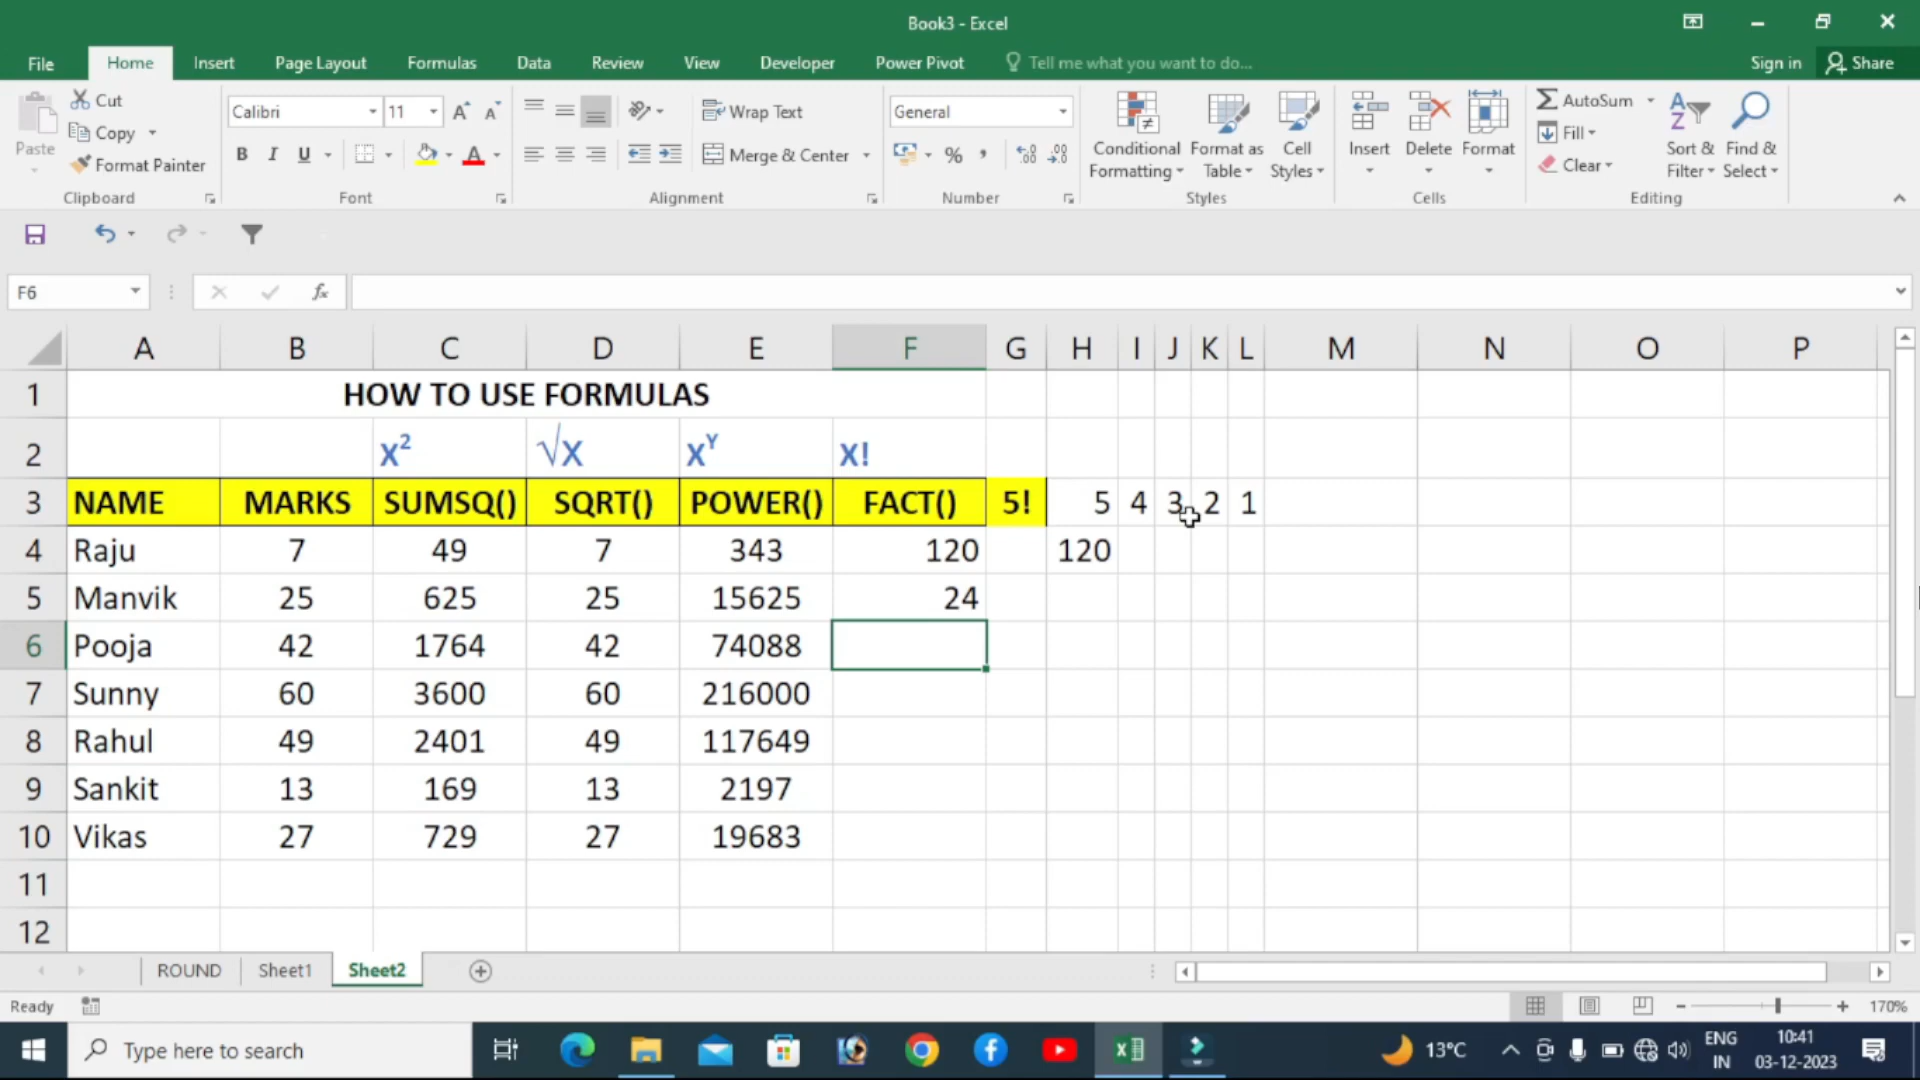 Book3 - Excel
File Home Insert Page Layout Formulas Data Review View Developer Power Pivot Tell me what you want to do... Sign in Share
Paste Cut
Copy
Format Painter
Clipboard
Calibri 11
B I U
Font
Wrap Text
Merge & Center
Alignment
General
%
Number
Conditional Formatting
Format as Table
Cell Styles
Styles
Insert Delete Format
Cells
AutoSum
Fill
Clear
Sort & Filter
Find & Select
Editing
F6 fx
A B C D E F G H I J K L M N O P
1 HOW TO USE FORMULAS
2 X² √X X^Y X!
3 NAME MARKS SUMSQ() SQRT() POWER() FACT() 5! 5 4 3 2 1
4 Raju 7 49 7 343 120 120
5 Manvik 25 625 25 15625 24
6 Pooja 42 1764 42 74088
7 Sunny 60 3600 60 216000
8 Rahul 49 2401 49 117649
9 Sankit 13 169 13 2197
10 Vikas 27 729 27 19683
11
12
ROUND Sheet1 Sheet2
Ready 170%
Type here to search 13°C ENG 10:41
IN 03-12-2023